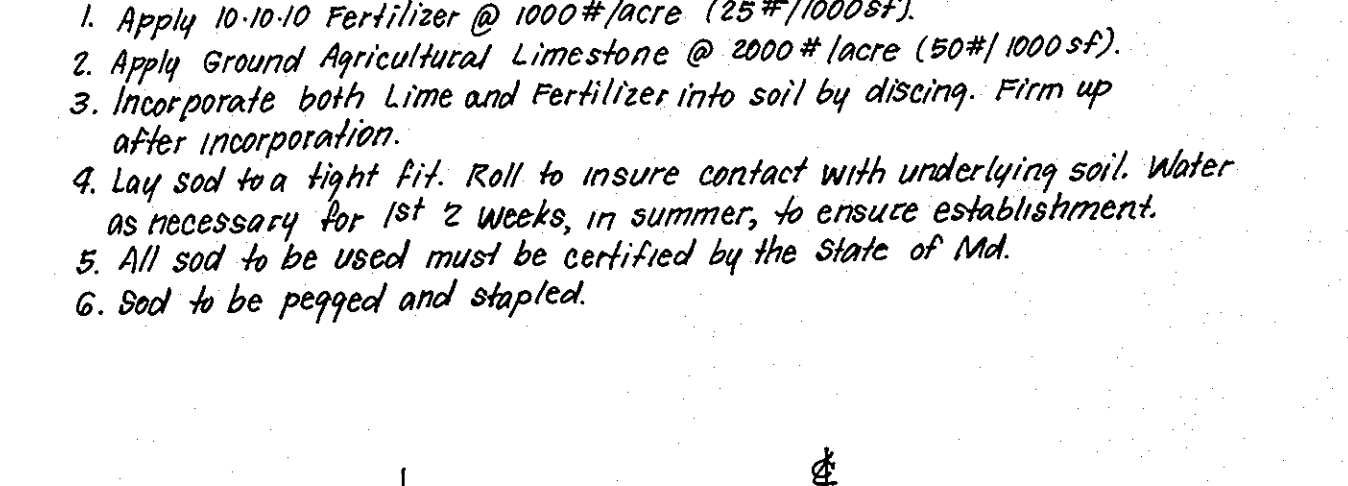 1. Apply 10-10-10 Fertilizer @ 1000#/acre (25#/1000sf).
2. Apply Ground Agricultural Limestone @ 2000#/acre (50#/1000sf).
3. Incorporate both Lime and Fertilizer into soil by discing. Firm up
after incorporation.
4. Lay sod to a tight fit. Roll to insure contact with underlying soil. Water
as necessary for 1st 2 weeks, in summer, to ensure establishment.
5. All sod to be used must be certified by the State of Md.
6. Sod to be pegged and stapled.